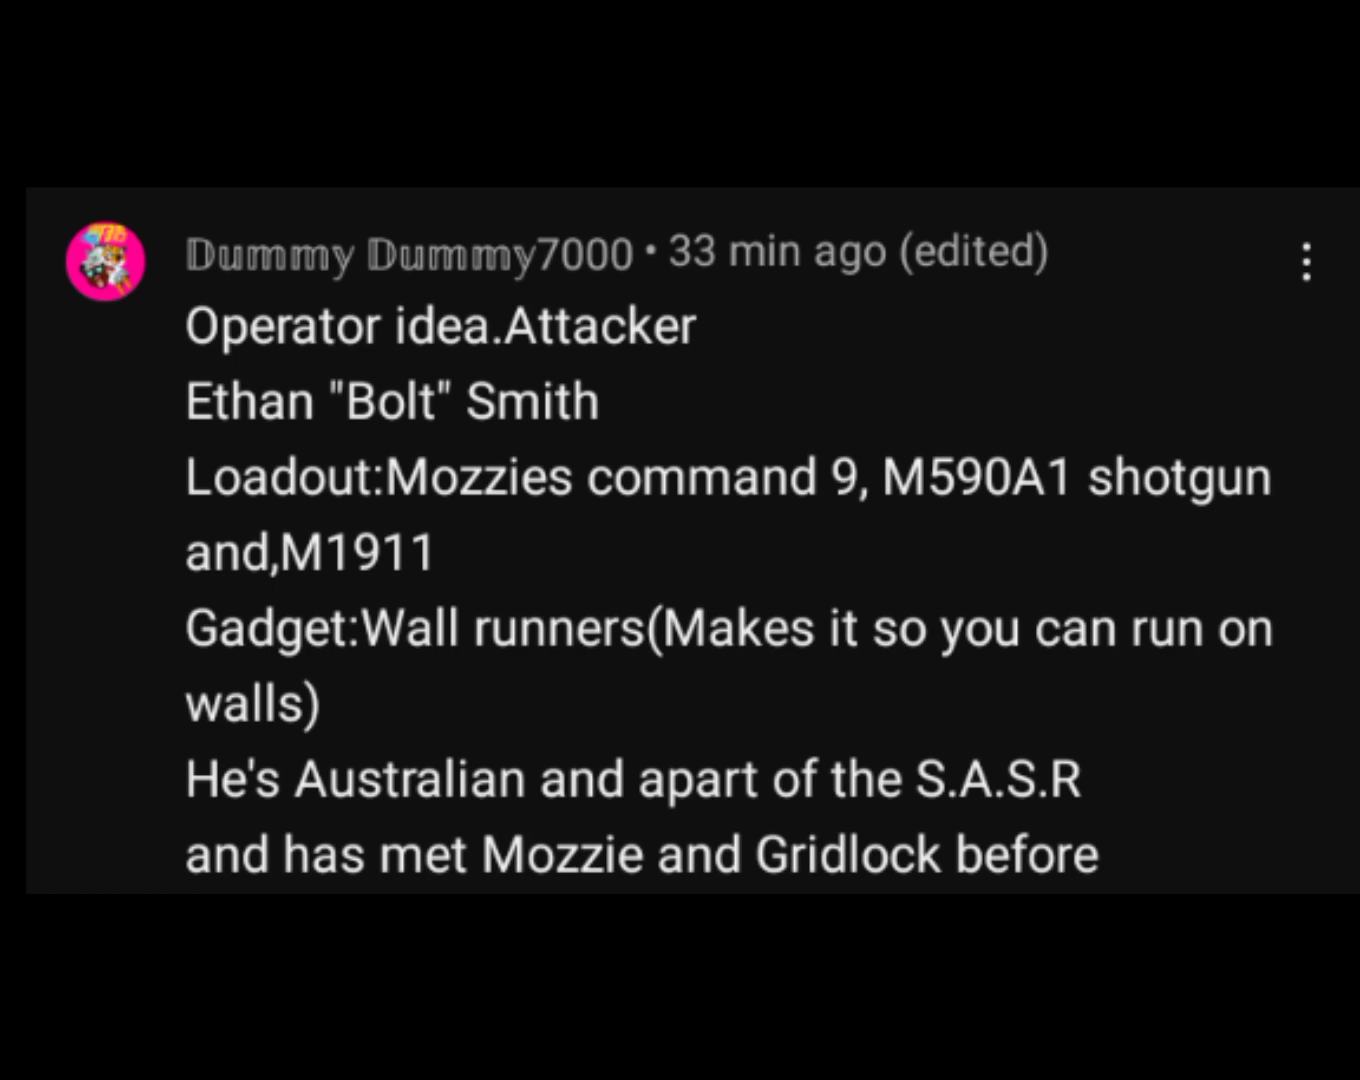 Dummy Dummy7000 • 33 min ago (edited)
Operator idea.Attacker
Ethan "Bolt" Smith
Loadout:Mozzies command 9, M590A1 shotgun
and,M1911
Gadget:Wall runners(Makes it so you can run on
walls)
He's Australian and apart of the S.A.S.R
and has met Mozzie and Gridlock before